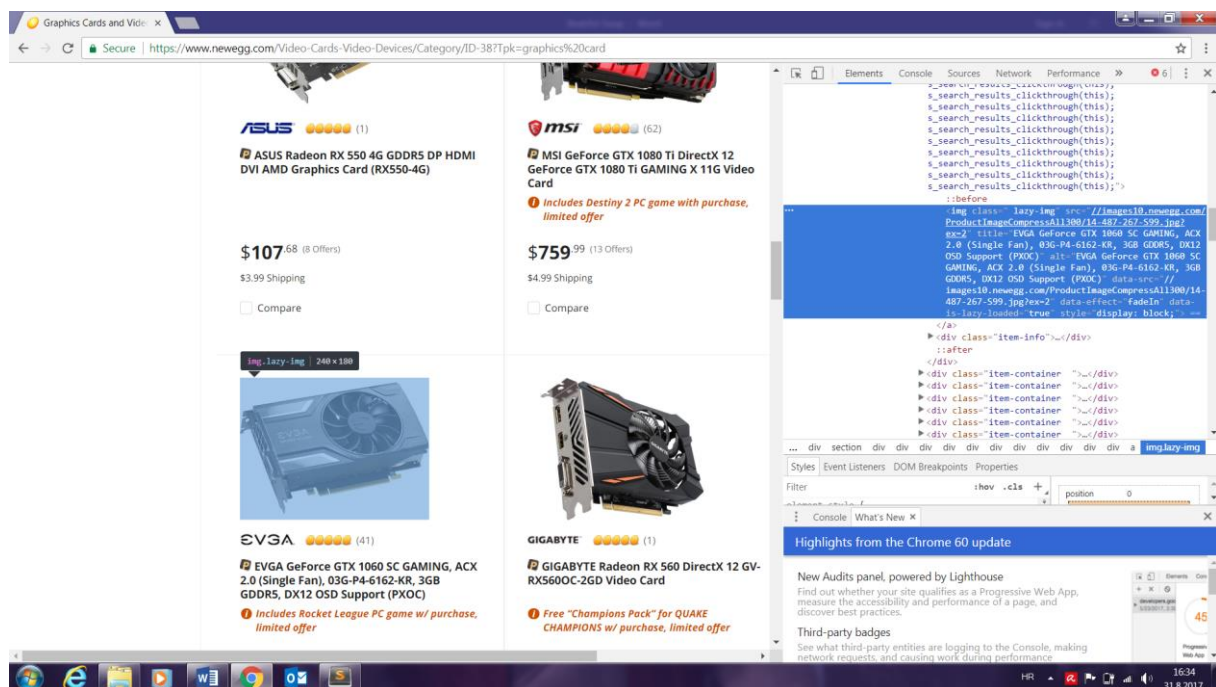 Graphics Cards and Vide ×
Secure | https://www.newegg.com/Video-Cards-Video-Devices/Category/ID-38?Tpk=graphics%20card
ASUS (1)
ASUS Radeon RX 550 4G GDDR5 DP HDMI
DVI AMD Graphics Card (RX550-4G)
$107.68 (8 Offers)
$3.99 Shipping
Compare
msi (62)
MSI GeForce GTX 1080 Ti DirectX 12
GeForce GTX 1080 Ti GAMING X 11G Video
Card
Includes Destiny 2 PC game with purchase,
limited offer
$759.99 (13 Offers)
$4.99 Shipping
Compare
img.lazy-img | 240×180
EVGA
EVGA (41)
EVGA GeForce GTX 1060 SC GAMING, ACX
2.0 (Single Fan), 03G-P4-6162-KR, 3GB
GDDR5, DX12 OSD Support (PXOC)
Includes Rocket League PC game w/ purchase,
limited offer
GIGABYTE (1)
GIGABYTE Radeon RX 560 DirectX 12 GV-
RX560OC-2GD Video Card
Free "Champions Pack" for QUAKE
CHAMPIONS w/ purchase, limited offer
Elements Console Sources Network Performance » 6
s_search_results_clickthrough(this);
s_search_results_clickthrough(this);
s_search_results_clickthrough(this);
s_search_results_clickthrough(this);
s_search_results_clickthrough(this);
s_search_results_clickthrough(this);
s_search_results_clickthrough(this);
s_search_results_clickthrough(this);
s_search_results_clickthrough(this);">
::before
<img class=" lazy-img" src="//images10.newegg.com/
ProductImageCompressAll300/14-487-267-S99.jpg?
ex=2" title="EVGA GeForce GTX 1060 SC GAMING, ACX
2.0 (Single Fan), 03G-P4-6162-KR, 3GB GDDR5, DX12
OSD Support (PXOC)" alt="EVGA GeForce GTX 1060 SC
GAMING, ACX 2.0 (Single Fan), 03G-P4-6162-KR, 3GB
GDDR5, DX12 OSD Support (PXOC)" data-src="//
images10.newegg.com/ProductImageCompressAll300/14-
487-267-S99.jpg?ex=2" data-effect="fadeIn" data-
is-lazy-loaded="true" style="display: block;"> ==
</a>
<div class="item-info">…</div>
::after
</div>
<div class="item-container ">…</div>
<div class="item-container ">…</div>
<div class="item-container ">…</div>
<div class="item-container ">…</div>
<div class="item-container ">…</div>
<div class="item-container ">…</div>
... div section div div div div div div div div div div div a img.lazy-img
Styles Event Listeners DOM Breakpoints Properties
Filter :hov .cls +
position 0
Console What's New ×
Highlights from the Chrome 60 update
New Audits panel, powered by Lighthouse
Find out whether your site qualifies as a Progressive Web App,
measure the accessibility and performance of a page, and
discover best practices.
Third-party badges
See what third-party entities are logging to the Console, making
network requests, and causing work during performance
45
HR
16:34
31.8.2017